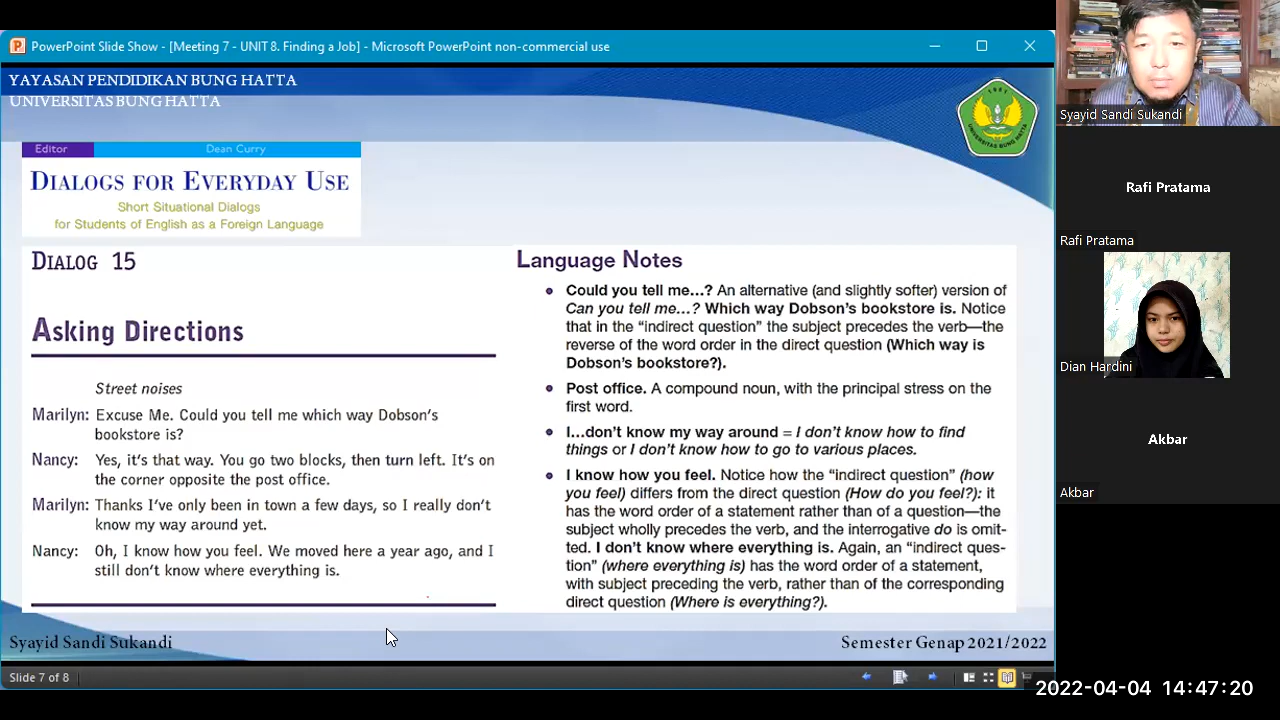 PowerPoint Slide Show - [Meeting 7 - UNIT 8. Finding a Job] - Microsoft PowerPoint non-commercial use
YAYASAN PENDIDIKAN BUNG HATTA
UNIVERSITAS BUNG HATTA
Editor Dean Curry
DIALOGS FOR EVERYDAY USE
Short Situational Dialogs
for Students of English as a Foreign Language
DIALOG 15
Asking Directions
Street noises
Marilyn: Excuse Me. Could you tell me which way Dobson's
bookstore is?
Nancy: Yes, it's that way. You go two blocks, then turn left. It's on
the corner opposite the post office.
Marilyn: Thanks I've only been in town a few days, so I really don't
know my way around yet.
Nancy: Oh, I know how you feel. We moved here a year ago, and I
still don't know where everything is.
Language Notes
• Could you tell me…? An alternative (and slightly softer) version of
Can you tell me…? Which way Dobson's bookstore is. Notice
that in the “indirect question” the subject precedes the verb—the
reverse of the word order in the direct question (Which way is
Dobson's bookstore?).
• Post office. A compound noun, with the principal stress on the
first word.
• I…don't know my way around = I don't know how to find
things or I don't know how to go to various places.
• I know how you feel. Notice how the “indirect question” (how
you feel) differs from the direct question (How do you feel?): it
has the word order of a statement rather than of a question—the
subject wholly precedes the verb, and the interrogative do is omit-
ted. I don't know where everything is. Again, an “indirect ques-
tion” (where everything is) has the word order of a statement,
with subject preceding the verb, rather than of the corresponding
direct question (Where is everything?).
Syayid Sandi Sukandi
Semester Genap 2021/2022
Slide 7 of 8
Syayid Sandi Sukandi
Rafi Pratama
Rafi Pratama
Dian Hardini
Akbar
Akbar
2022-04-04 14:47:20